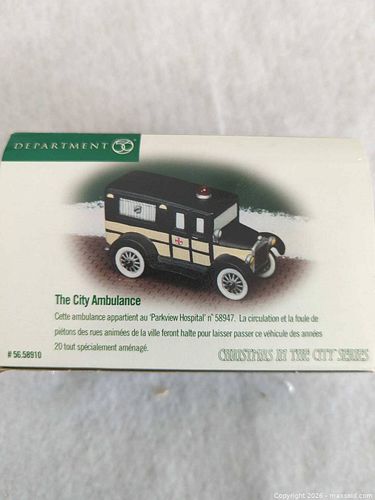 DEPARTMENT 56
The City Ambulance
Cette ambulance appartient au 'Parkview Hospital' n° 58947. La circulation et la foule de
piétons des rues animées de la ville feront halte pour laisser passer ce véhicule des années
20 tout spécialement aménagé.
# 56.58910
CHRISTMAS IN THE CITY SERIES
Copyright 2026 - maxsold.com